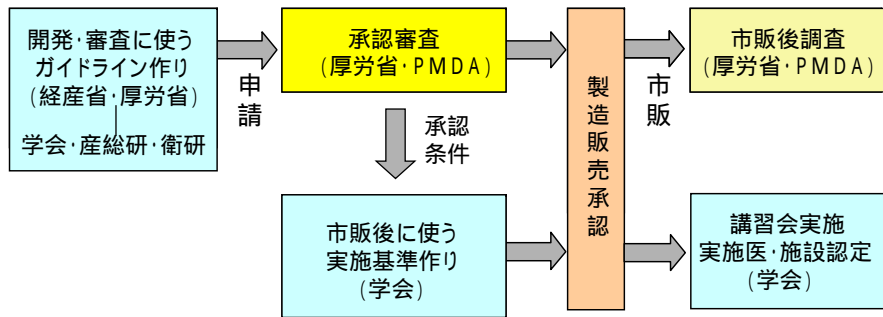 開発・審査に使う
ガイドライン作り
(経産省・厚労省)
学会・産総研・衛研
申請
承認審査
(厚労省・PMDA)
承認
条件
市販後に使う
実施基準作り
(学会)
製造販売承認
市販
市販後調査
(厚労省・PMDA)
講習会実施
実施医・施設認定
(学会)